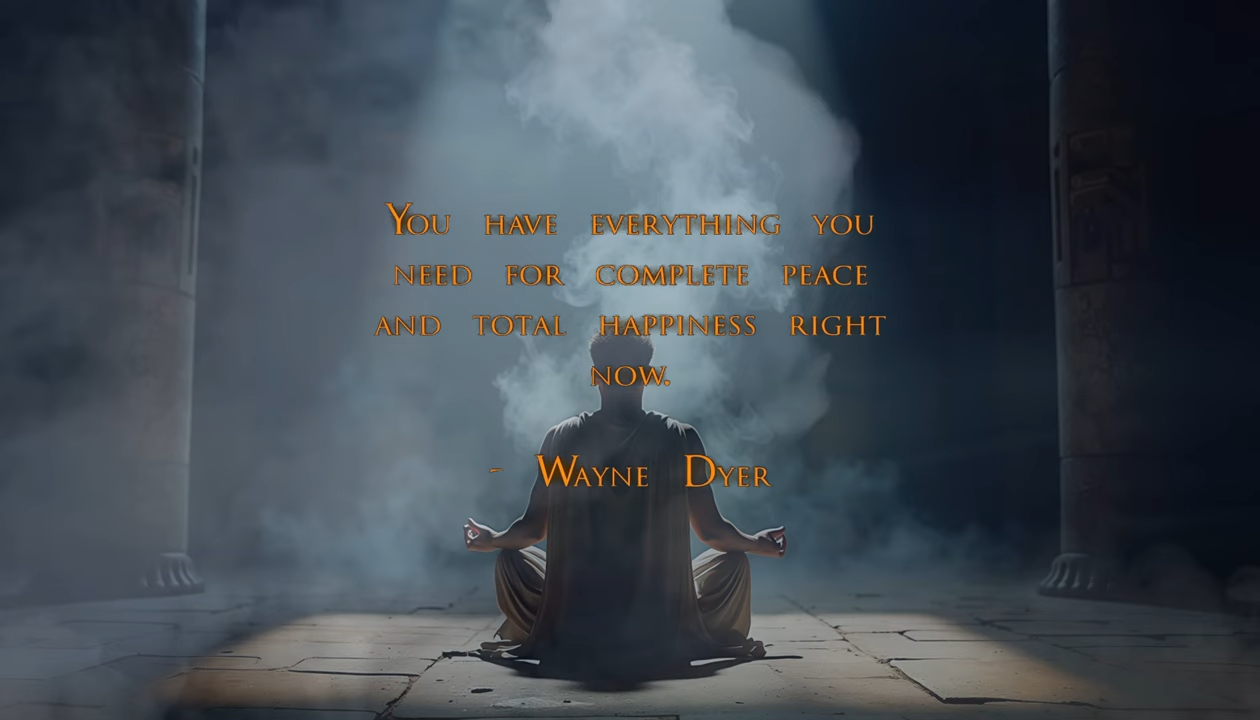 You have everything you
need for complete peace
and total happiness right
now.
- Wayne Dyer